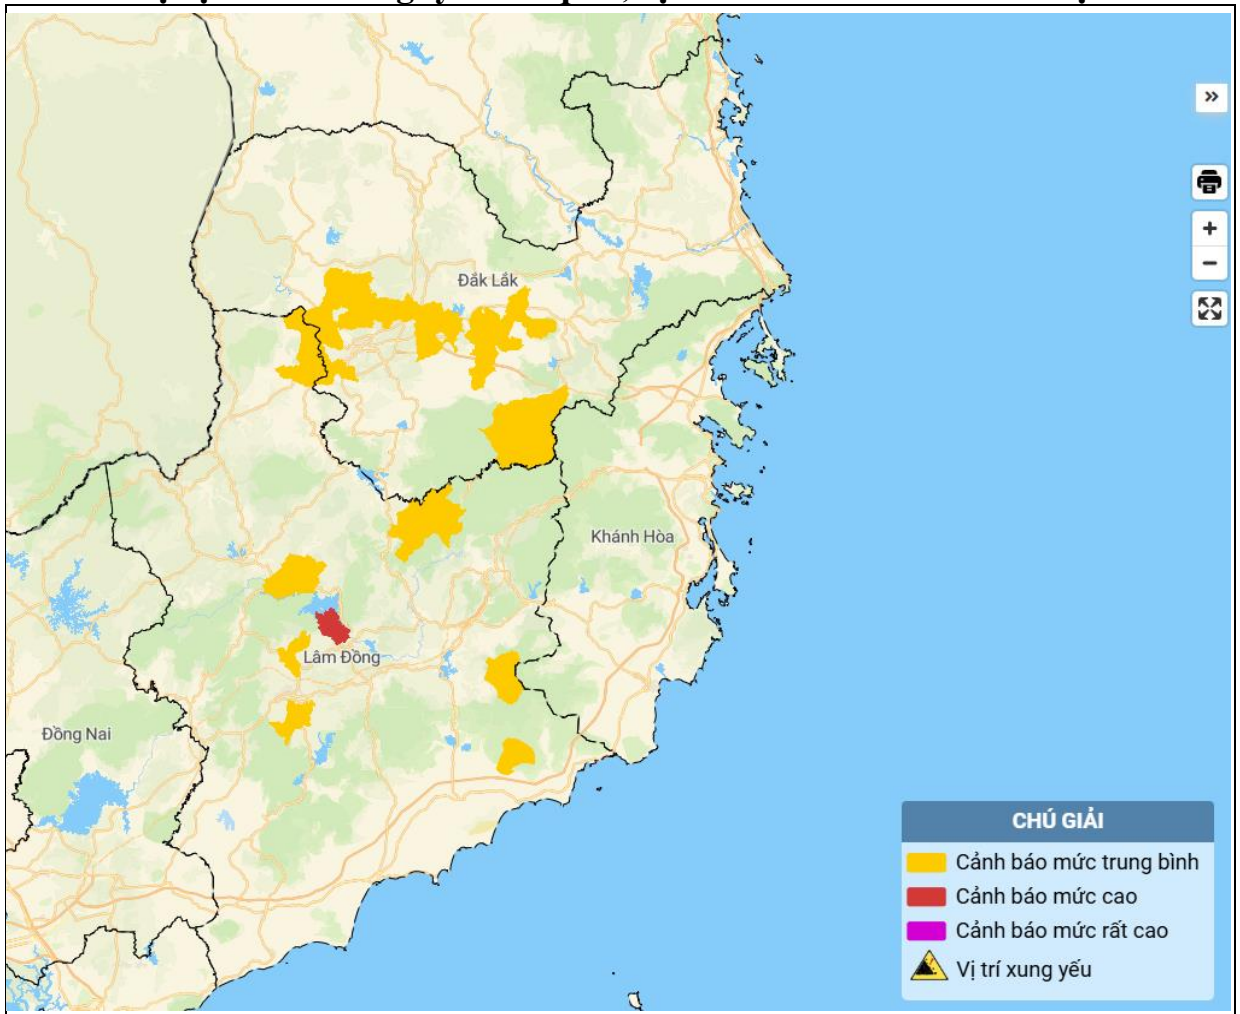 Đắk Lắk
Khánh Hòa
Lâm Đồng
Đồng Nai
CHÚ GIẢI
Cảnh báo mức trung bình
Cảnh báo mức cao
Cảnh báo mức rất cao
Vị trí xung yếu